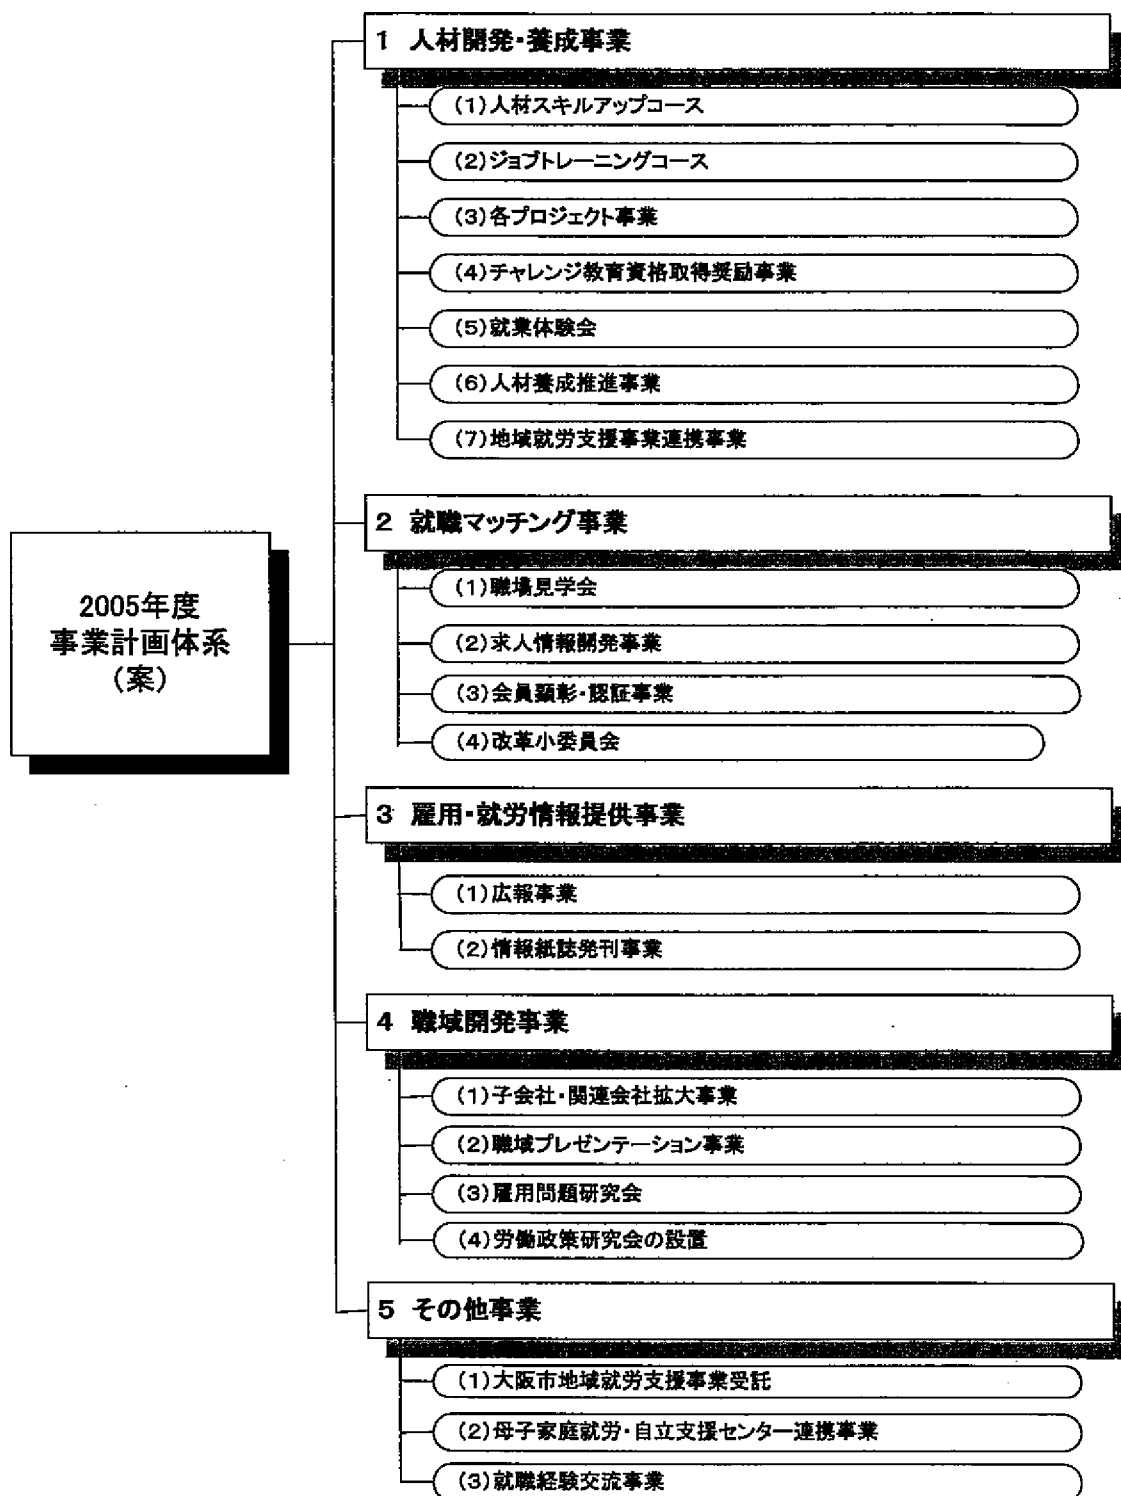 1 人材開発・養成事業
(1)人材スキルアップコース
(2)ジョブトレーニングコース
(3)各プロジェクト事業
(4)チャレンジ教育資格取得奨励事業
(5)就業体験会
(6)人材養成推進事業
(7)地域就労支援事業連携事業
2 就職マッチング事業
(1)職場見学会
(2)求人情報開発事業
(3)会員顕彰・認証事業
(4)改革小委員会
2005年度
事業計画体系
(案)
3 雇用・就労情報提供事業
(1)広報事業
(2)情報紙誌発刊事業
4 職域開発事業
(1)子会社・関連会社拡大事業
(2)職域プレゼンテーション事業
(3)雇用問題研究会
(4)労働政策研究会の設置
5 その他事業
(1)大阪市地域就労支援事業受託
(2)母子家庭就労・自立支援センター連携事業
(3)就職経験交流事業